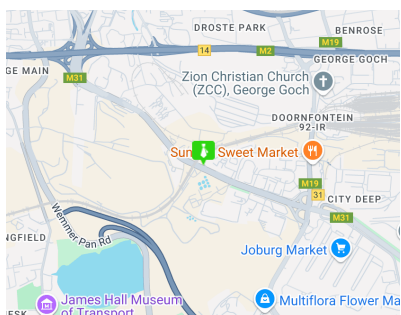 DROSTE PARK
BENROSE
14
M2
M19
GE MAIN
GEORGE GOCH
M31
Zion Christian Church
(ZCC), George Goch
DOORNFONTEIN
92-IR
Sun
Sweet Market
M19
31
CITY DEEP
M31
Wemmer Pan Rd
NGFIELD
Joburg Market
James Hall Museum
of Transport
Multiflora Flower Ma
ESK